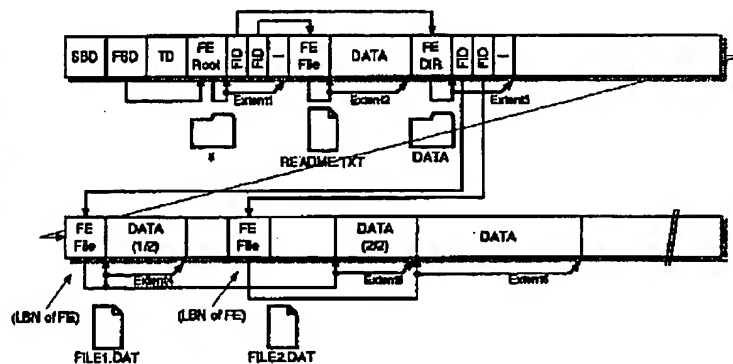 SBD FSD TD FE Root FID FID — FE File DATA FE DIR. FID FID —
Extent1 Extent2 Extent3
README.TXT DATA
FE File DATA (1/2) FE File DATA (2/2) DATA
Extent4 Extent5 Extent6
(LBN of FE) (LBN of FE)
FILE1.DAT FILE2.DAT